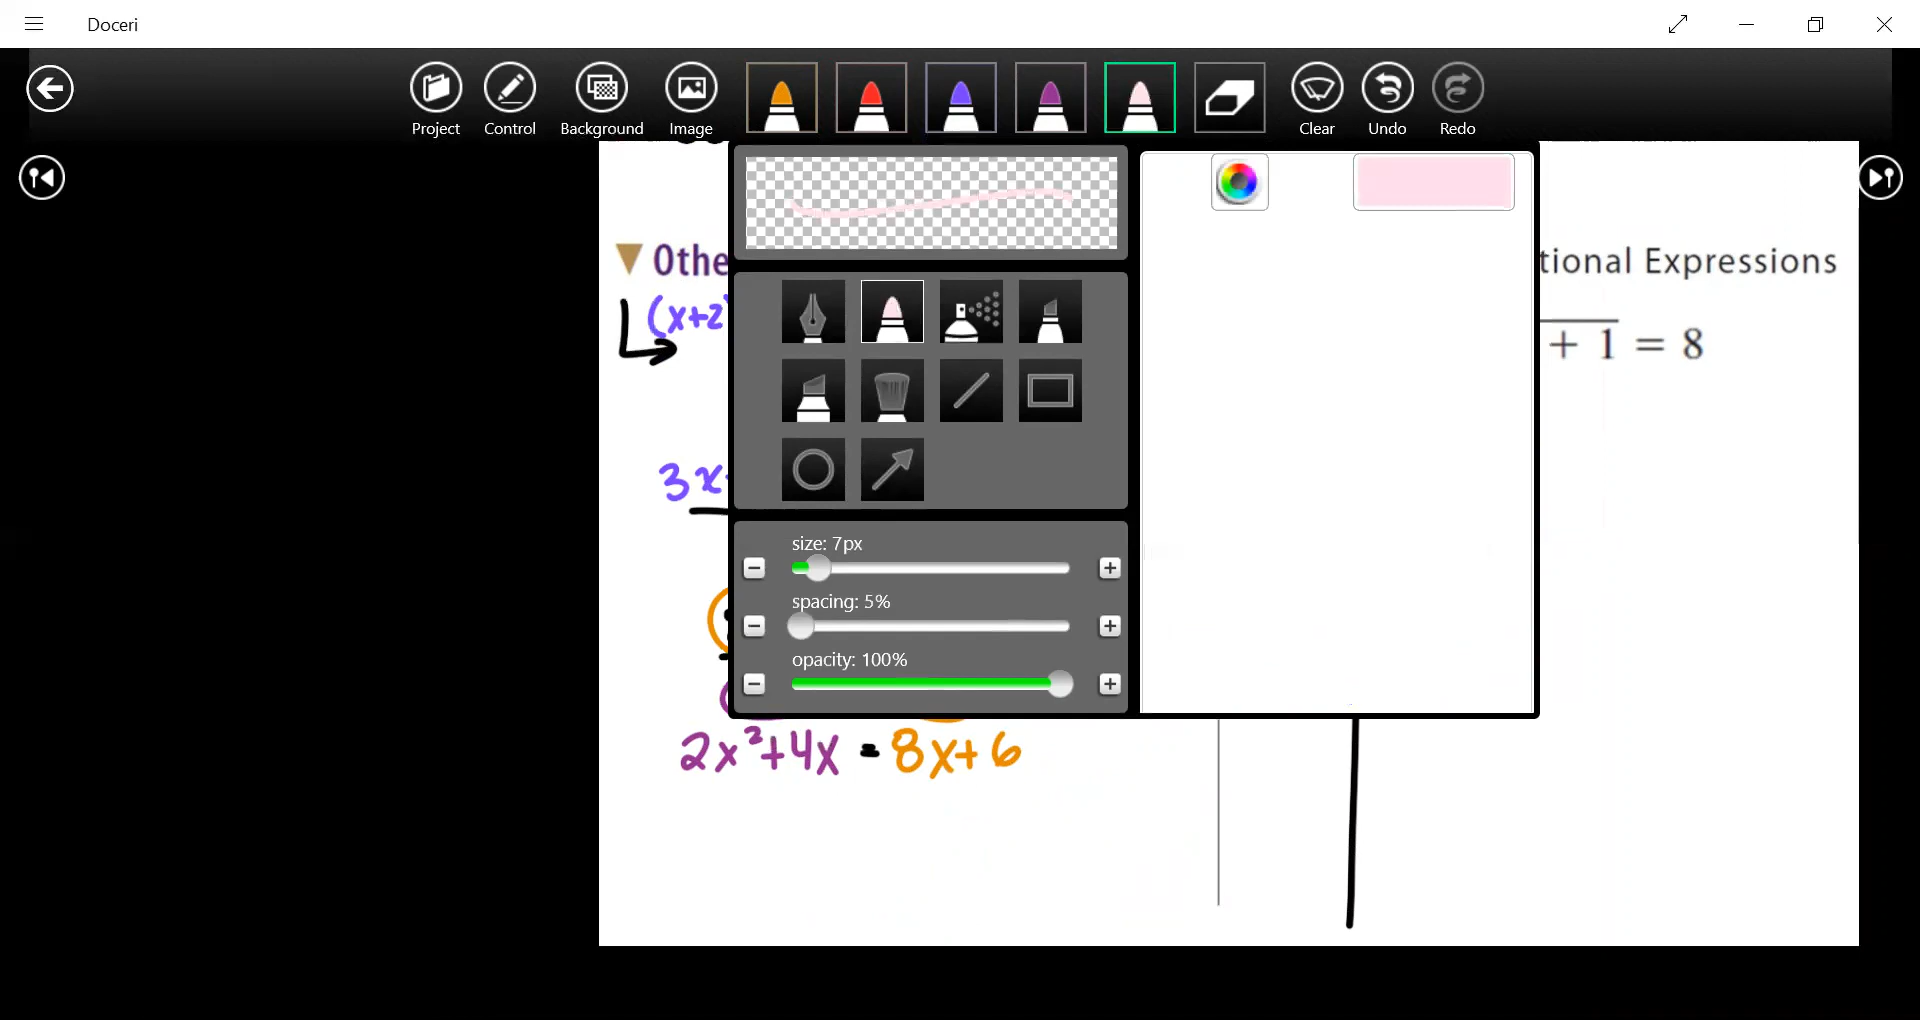 Doceri
Project Control Background Image Clear Undo Redo
tional Expressions
(x+2
+ 1 = 8
3x
size: 7px
spacing: 5%
opacity: 100%
2x²+4x = 8x+6